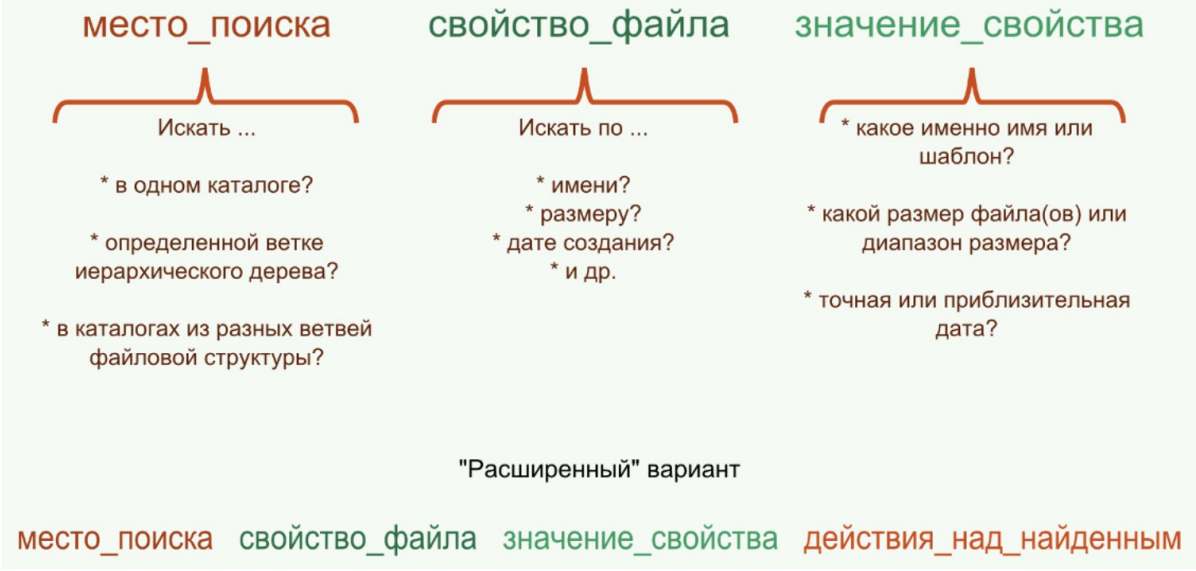 место_поиска свойство_файла значение_свойства
Искать ...
* в одном каталоге?
* определенной ветке
иерархического дерева?
* в каталогах из разных ветвей
файловой структуры?
Искать по ...
* имени?
* размеру?
* дате создания?
* и др.
* какое именно имя или
шаблон?
* какой размер файла(ов) или
диапазон размера?
* точная или приблизительная
дата?
"Расширенный" вариант
место_поиска свойство_файла значение_свойства действия_над_найденным